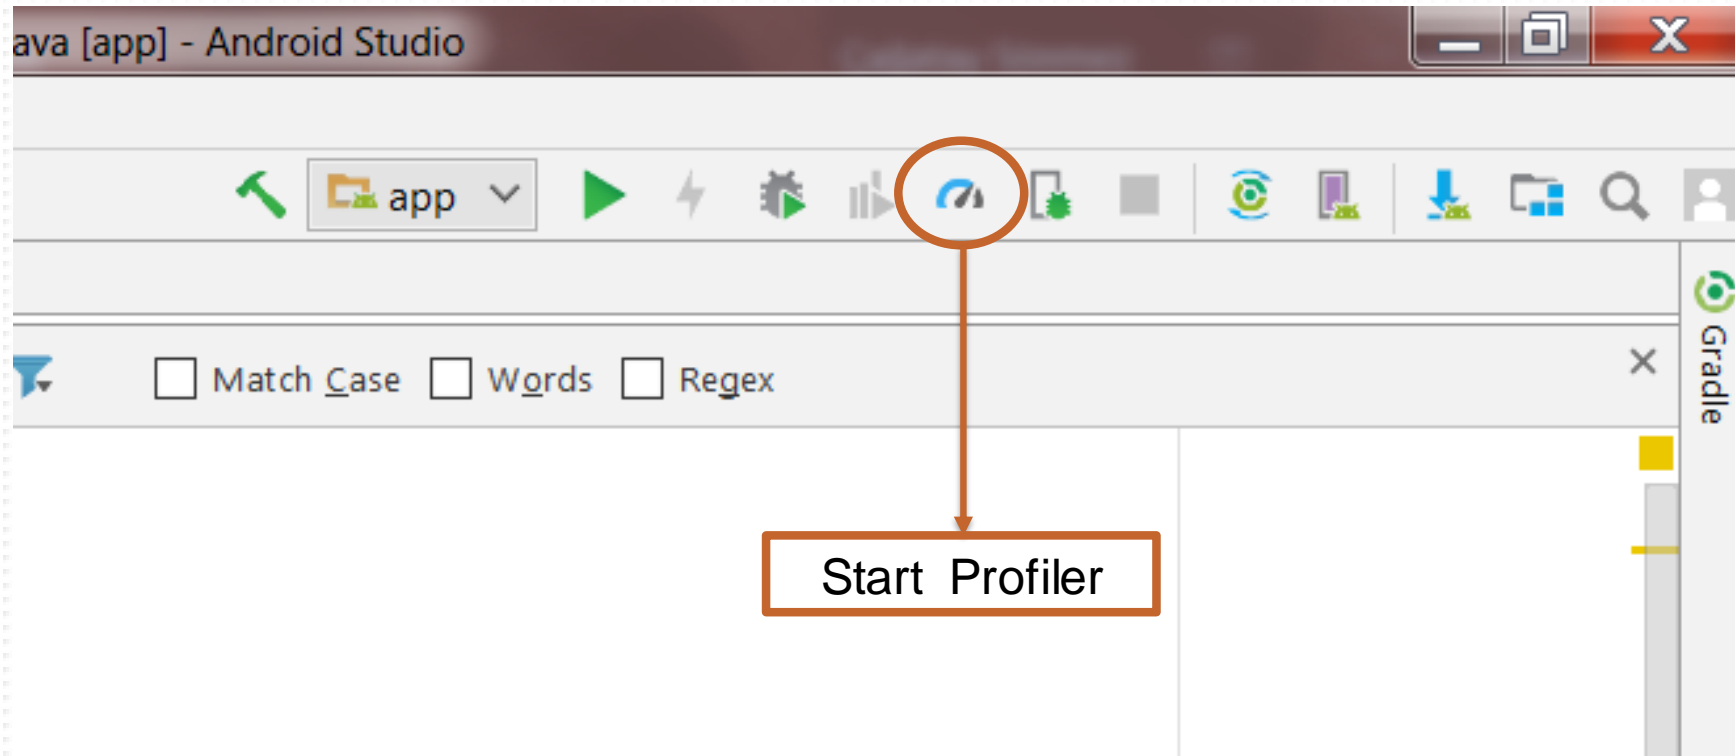 ava [app] - Android Studio
app
Match Case Words Regex
Gradle
Start Profiler